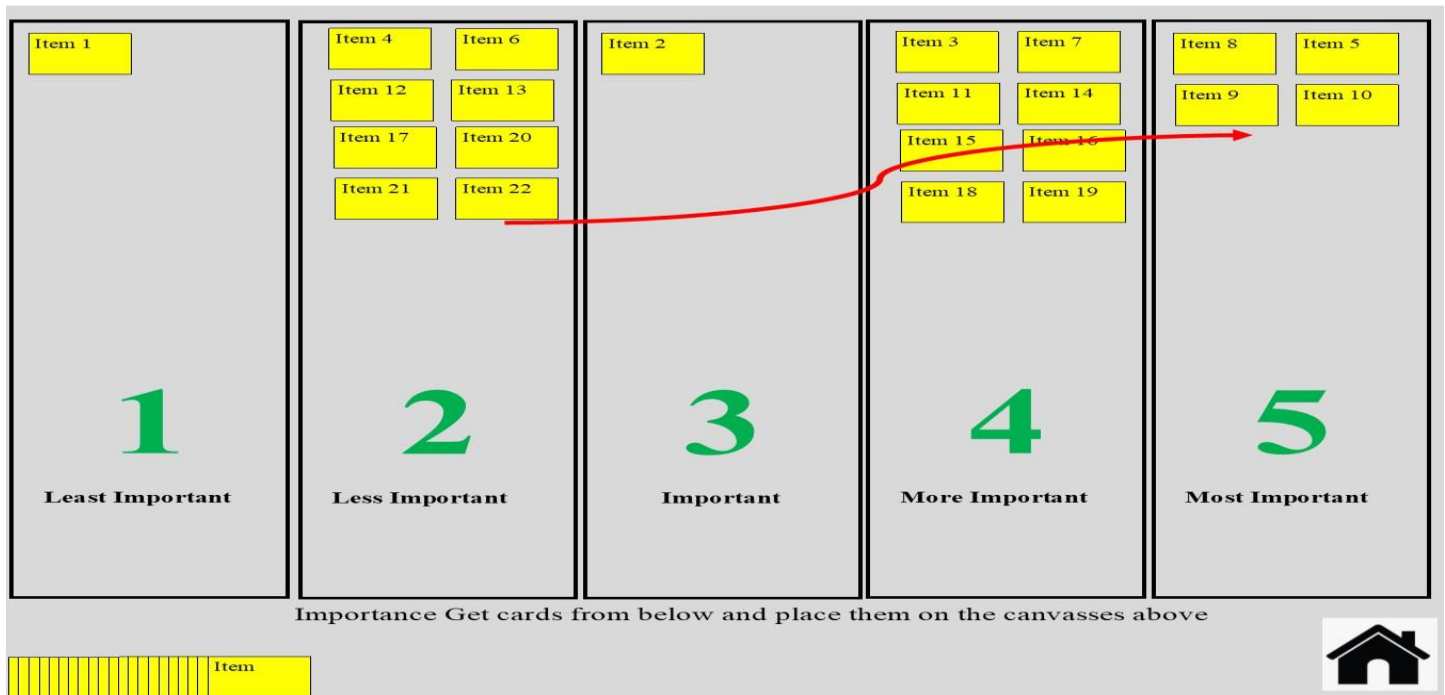 Item 1
Item 4
Item 6
Item 12
Item 13
Item 17
Item 20
Item 21
Item 22
Item 2
Item 3
Item 7
Item 11
Item 14
Item 15
Item 16
Item 18
Item 19
Item 8
Item 5
Item 9
Item 10
1
2
3
4
5
Least Important
Less Important
Important
More Important
Most Important
Importance Get cards from below and place them on the canvasses above
Item